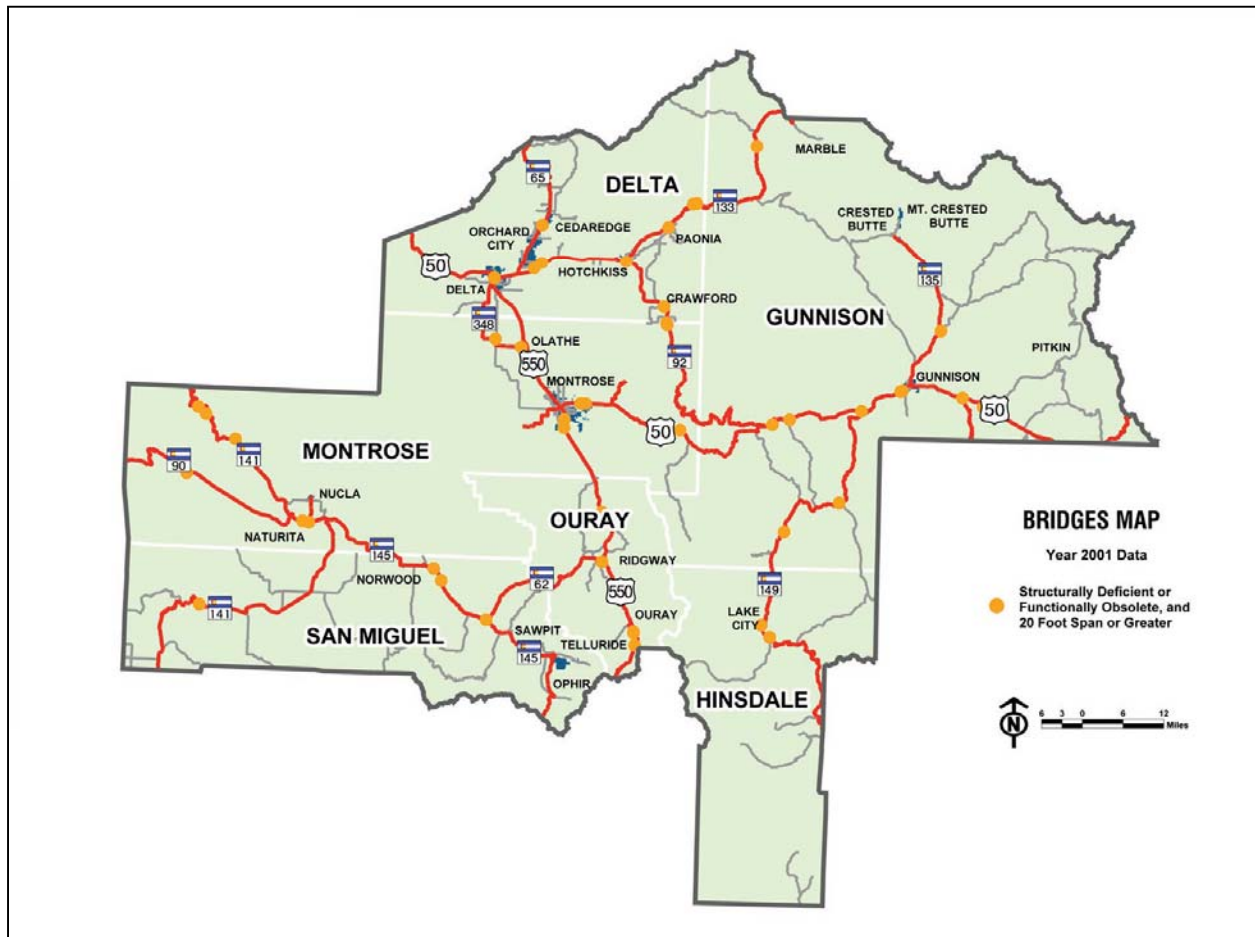 MARBLE
65
DELTA
133
CRESTED
BUTTE
MT. CRESTED
BUTTE
ORCHARD
CITY
CEDAREDGE
PAONIA
50
HOTCHKISS
135
DELTA
CRAWFORD
348
GUNNISON
OLATHE
PITKIN
550
92
MONTROSE
GUNNISON
50
50
MONTROSE
90
141
NUCLA
OURAY
NATURITA
145
RIDGWAY
NORWOOD
62
550
149
141
OURAY
LAKE
CITY
SAN MIGUEL
SAWPIT
TELLURIDE
145
OPHIR
HINSDALE
BRIDGES MAP
Year 2001 Data
Structurally Deficient or
Functionally Obsolete, and
20 Foot Span or Greater
N
6 3 0 6 12
Miles